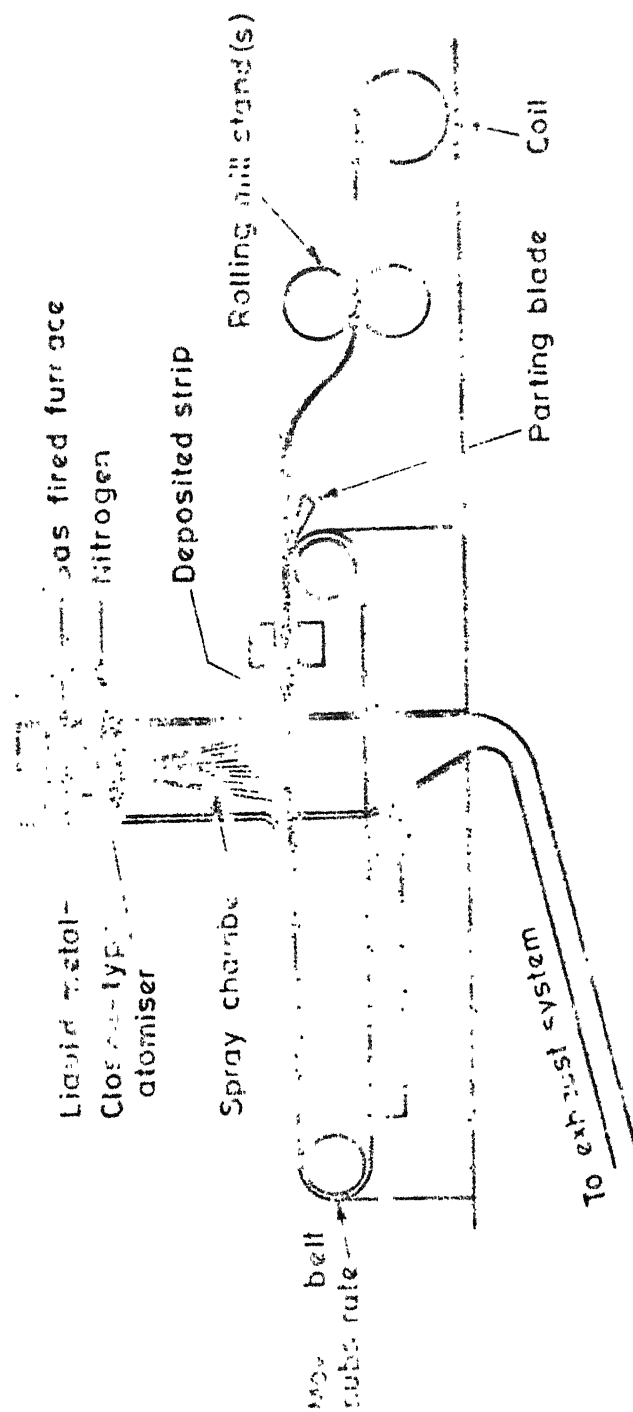 Liquid metal
gas fired furnace
Nitrogen
atomiser
Spray chamber
Deposited strip
Rolling mill stand(s)
Coil
Parting blade
To exhaust system
belt